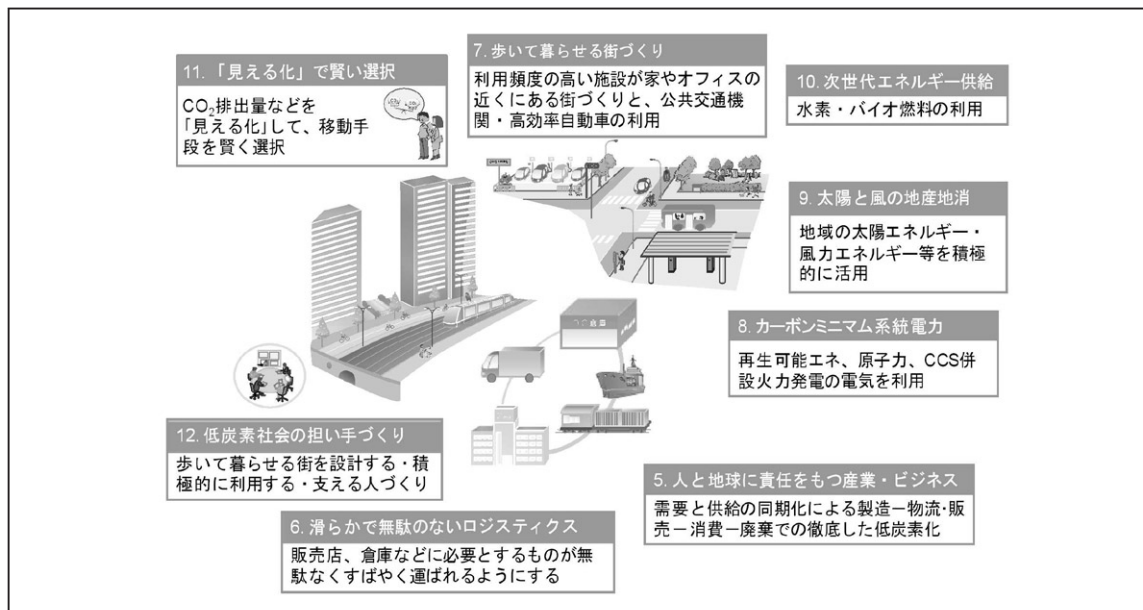 7. 歩いて暮らせる街づくり
利用頻度の高い施設が家やオフィスの
近くにある街づくりと、公共交通機
関・高効率自動車の利用
11. 「見える化」で賢い選択
CO₂排出量などを
「見える化」して、移動手
段を賢く選択
10. 次世代エネルギー供給
水素・バイオ燃料の利用
9. 太陽と風の地産地消
地域の太陽エネルギー・
風力エネルギー等を積極
的に活用
8. カーボンミニマム系統電力
再生可能エネ、原子力、CCS併
設火力発電の電気を利用
12. 低炭素社会の担い手づくり
歩いて暮らせる街を設計する・積
極的に利用する・支える人づくり
5. 人と地球に責任をもつ産業・ビジネス
需要と供給の同期化による製造－物流・販
売－消費－廃棄での徹底した低炭素化
6. 滑らかで無駄のないロジスティクス
販売店、倉庫などに必要とするものが無
駄なくすばやく運ばれるようにする